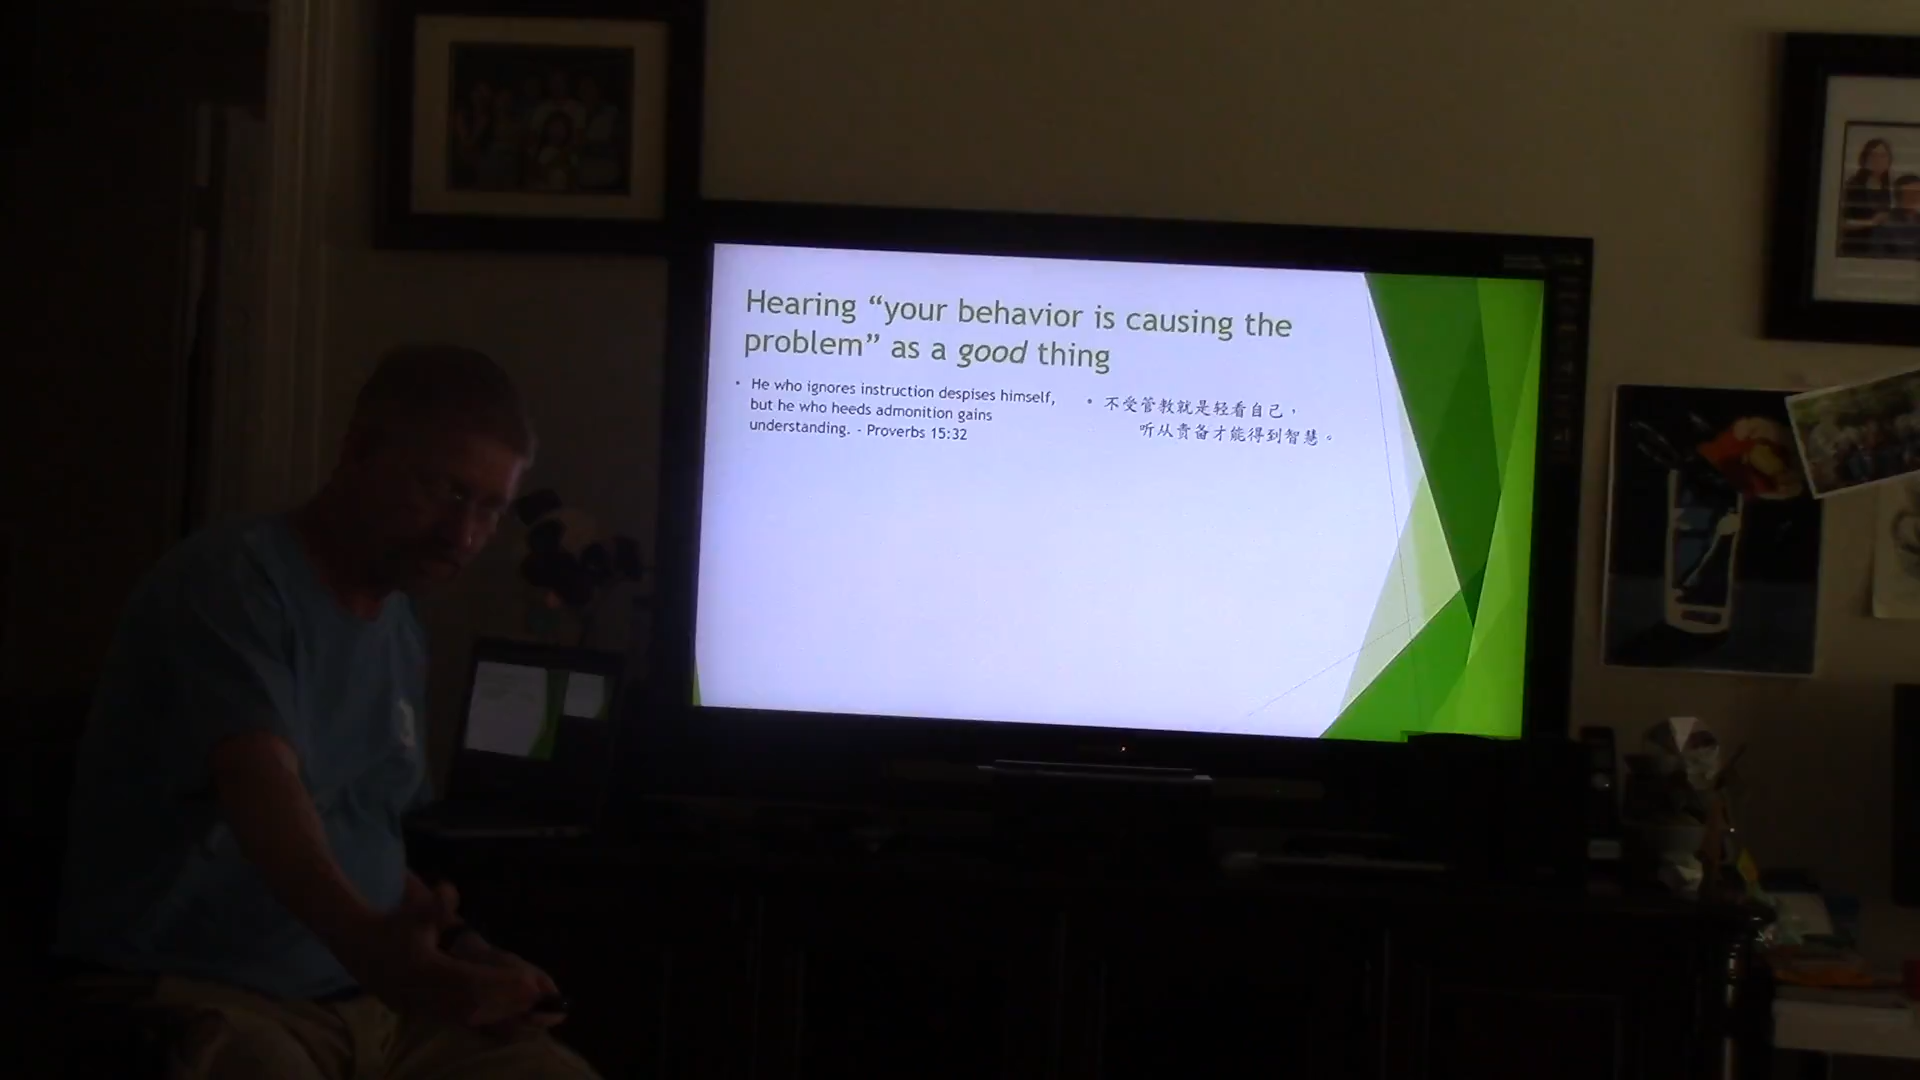 Hearing “your behavior is causing the
problem” as a good thing
• He who ignores instruction despises himself,
but he who heeds admonition gains
understanding. - Proverbs 15:32
• 不受管教就是轻看自己，
听从责备才能得到智慧。